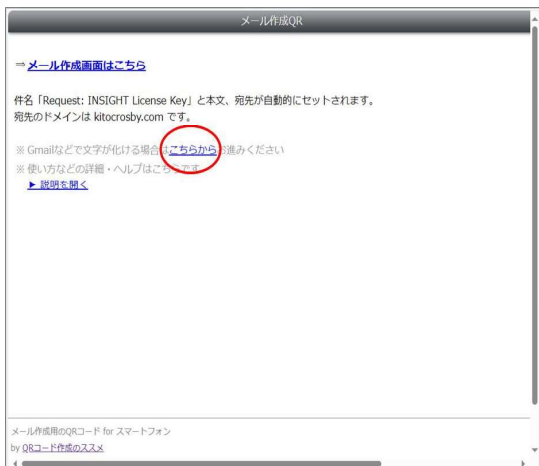 メール作成QR
⇒ メール作成画面はこちら
件名「Request: INSIGHT License Key」と本文、宛先が自動的にセットされます。
宛先のドメインは kitocrosby.com です。
※ Gmailなどで文字が化ける場合はこちらからお進みください
※ 使い方などの詳細・ヘルプはこちらです
▶ 説明を開く
メール作成用のQRコード for スマートフォン
by QRコード作成のススメ